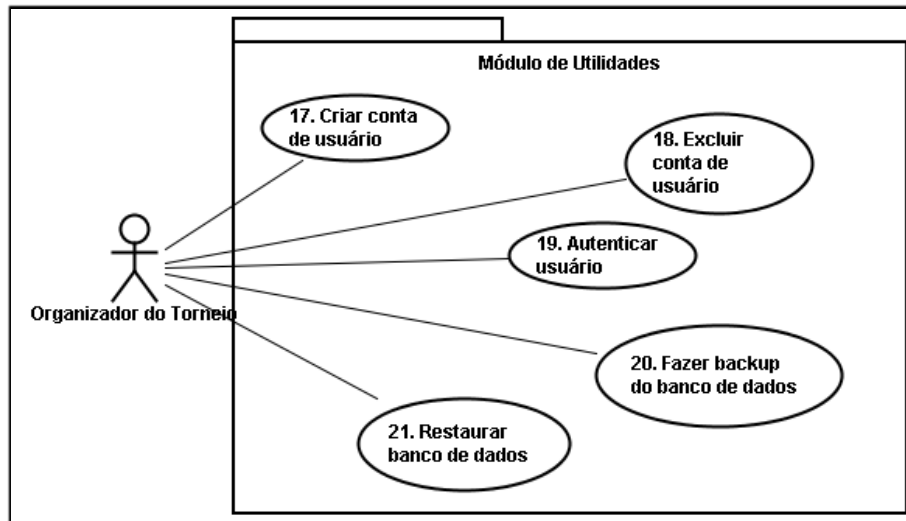 Módulo de Utilidades
17. Criar conta
de usuário
18. Excluir
conta de
usuário
19. Autenticar
usuário
Organizador do Torneio
20. Fazer backup
do banco de dados
21. Restaurar
banco de dados